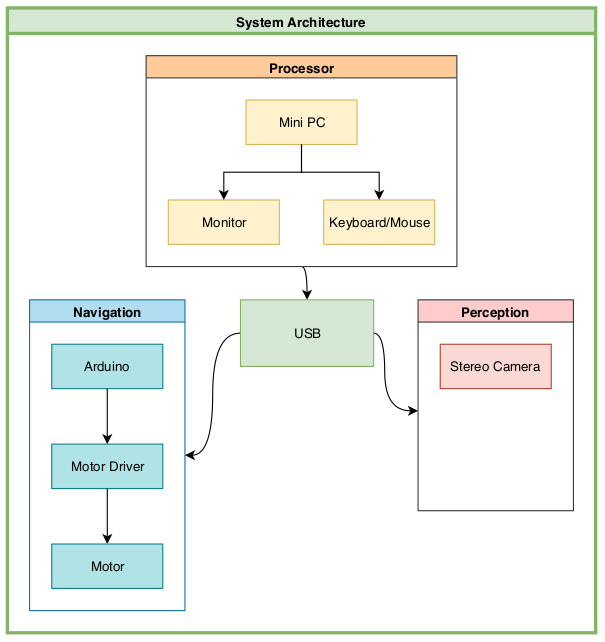 System Architecture
Processor
Mini PC
Monitor
Keyboard/Mouse
USB
Navigation
Arduino
Motor Driver
Motor
Perception
Stereo Camera